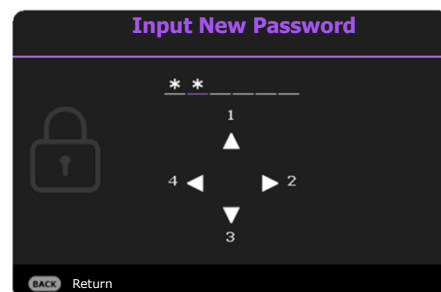 Input New Password
* * _ _ _ _
1
4 2
3
BACK Return